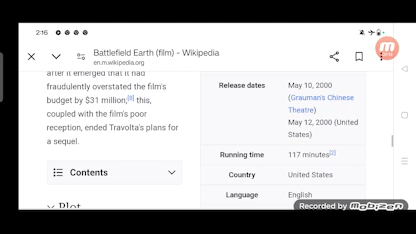 2:16
Battlefield Earth (film) - Wikipedia
en.m.wikipedia.org
after it emerged that it had
fraudulently overstated the film's
budget by $31 million;[8] this,
coupled with the film's poor
reception, ended Travolta's plans for
a sequel.
Contents
Plot
Release dates May 10, 2000
(Grauman's Chinese
Theatre)
May 12, 2000 (United
States)
Running time 117 minutes[2]
Country United States
Language English
Recorded by Mobizen